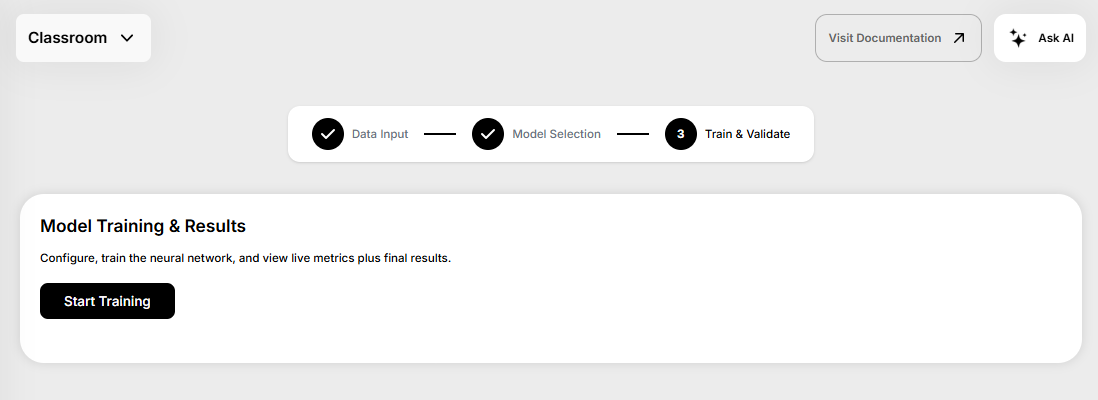 Classroom
Visit Documentation
Ask AI
Data Input
Model Selection
3
Train & Validate
Model Training & Results
Configure, train the neural network, and view live metrics plus final results.
Start Training